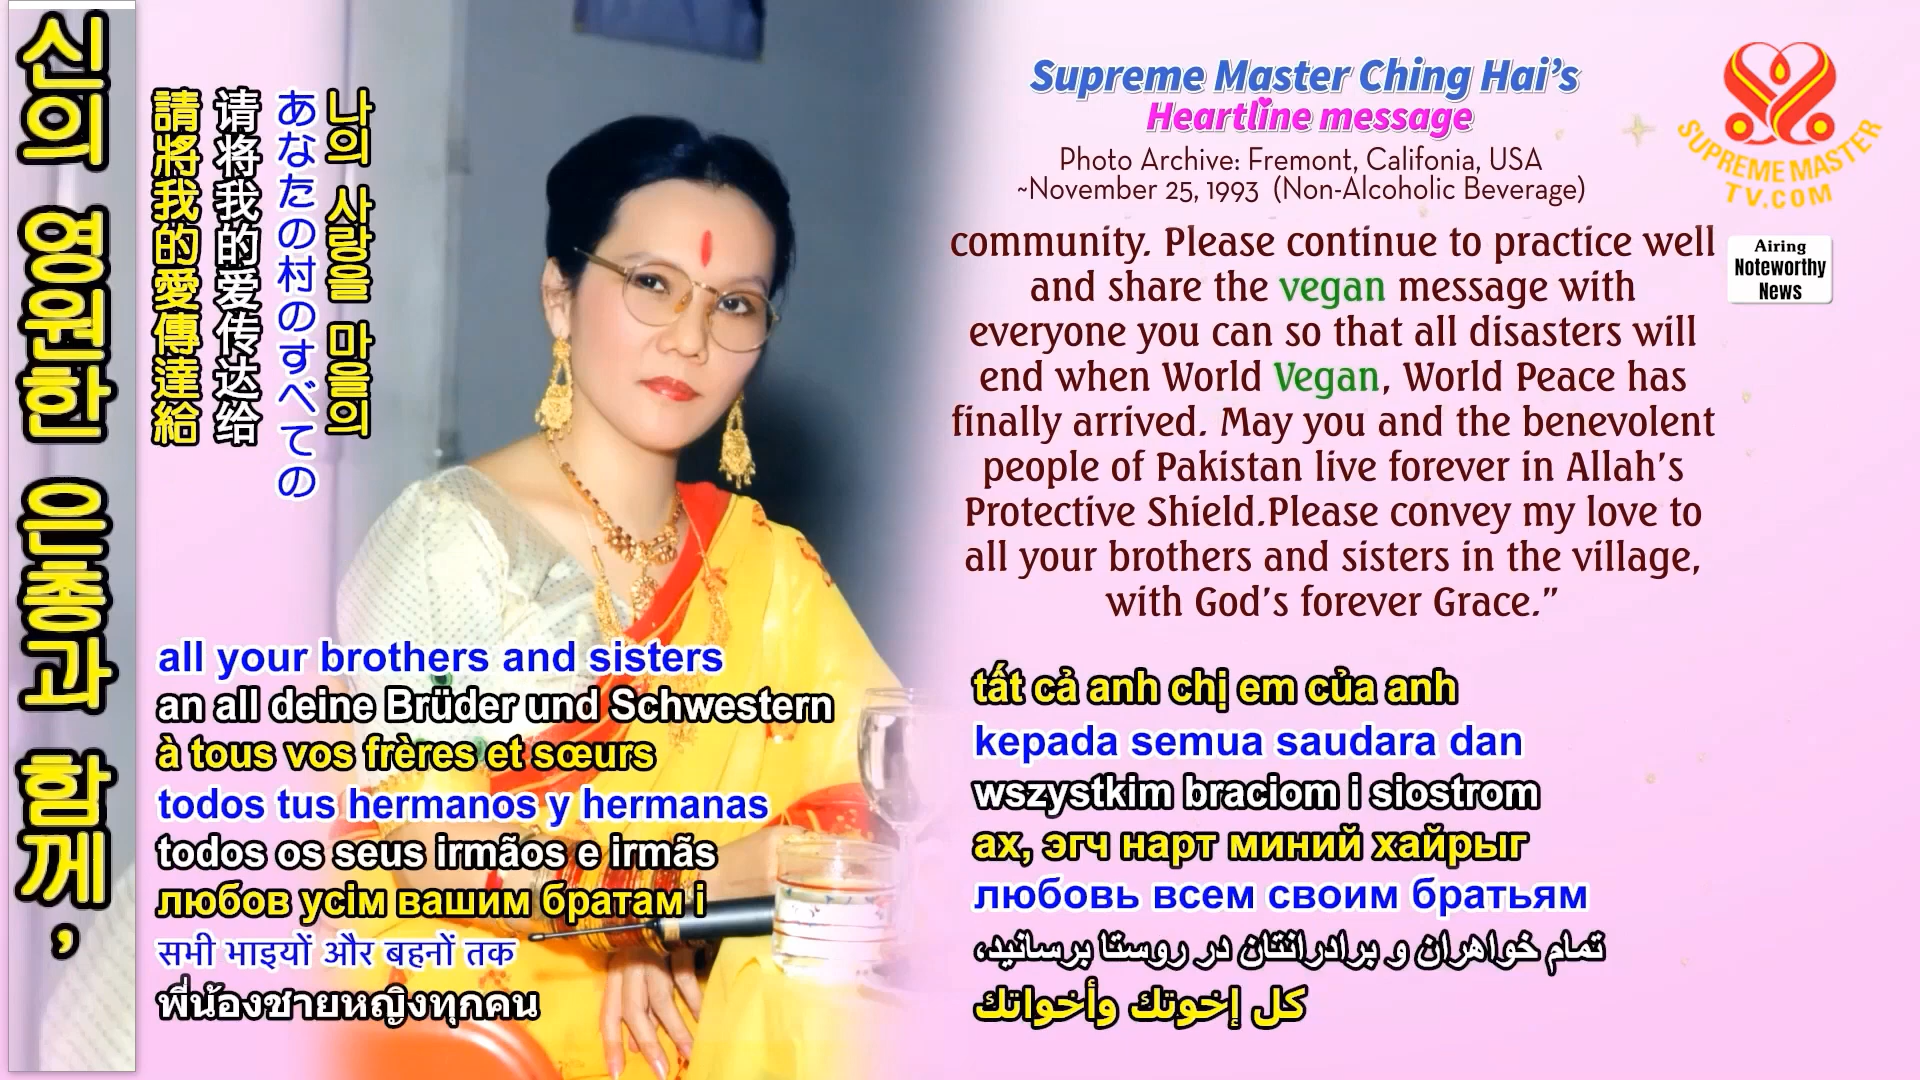 신의 영원한 은총과 함께,
請將我的愛傳達給
请将我的爱传达给
あなたの村のすべての
나의 사랑을 마을의
all your brothers and sisters
an all deine Brüder und Schwestern
à tous vos frères et sœurs
todos tus hermanos y hermanas
todos os seus irmãos e irmãs
любов усім вашим братам і
सभी भाइयों और बहनों तक
พี่น้องชายหญิงทุกคน
Supreme Master Ching Hai's
Heartline message
Photo Archive: Fremont, Califonia, USA
~November 25, 1993 (Non-Alcoholic Beverage)
community. Please continue to practice well
and share the vegan message with
everyone you can so that all disasters will
end when World Vegan, World Peace has
finally arrived. May you and the benevolent
people of Pakistan live forever in Allah's
Protective Shield.Please convey my love to
all your brothers and sisters in the village,
with God's forever Grace.”
tất cả anh chị em của anh
kepada semua saudara dan
wszystkim braciom i siostrom
ах, эгч нарт миний хайрыг
любовь всем своим братьям
تمام خواهران و برادرانتان در روستا برسانید،
كل إخوتك وأخواتك
SUPREME MASTER
TV.COM
Airing
Noteworthy
News